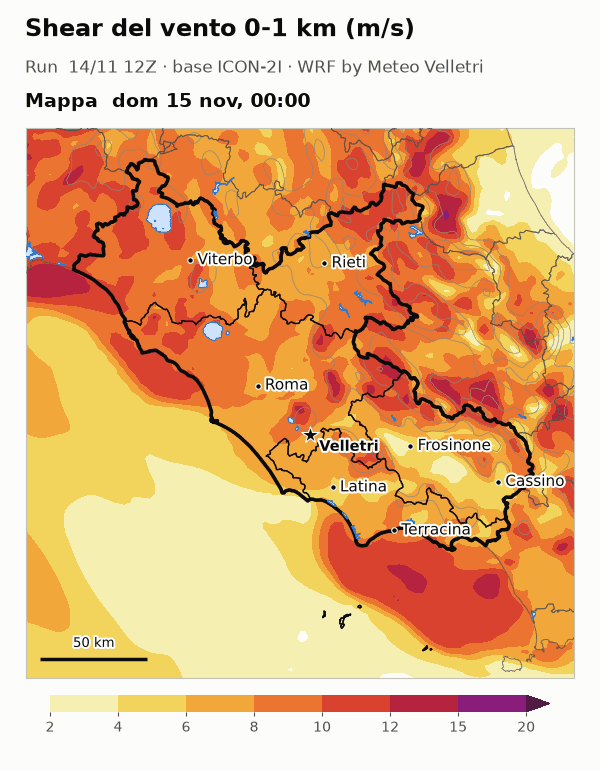 Shear del vento 0-1 km (m/s)
Run  14/11 12Z · base ICON-2I · WRF by Meteo Velletri
Mappa  dom 15 nov, 00:00
Viterbo
Rieti
Roma
Velletri
Frosinone
Latina
Cassino
Terracina
50 km
2 4 6 8 10 12 15 20